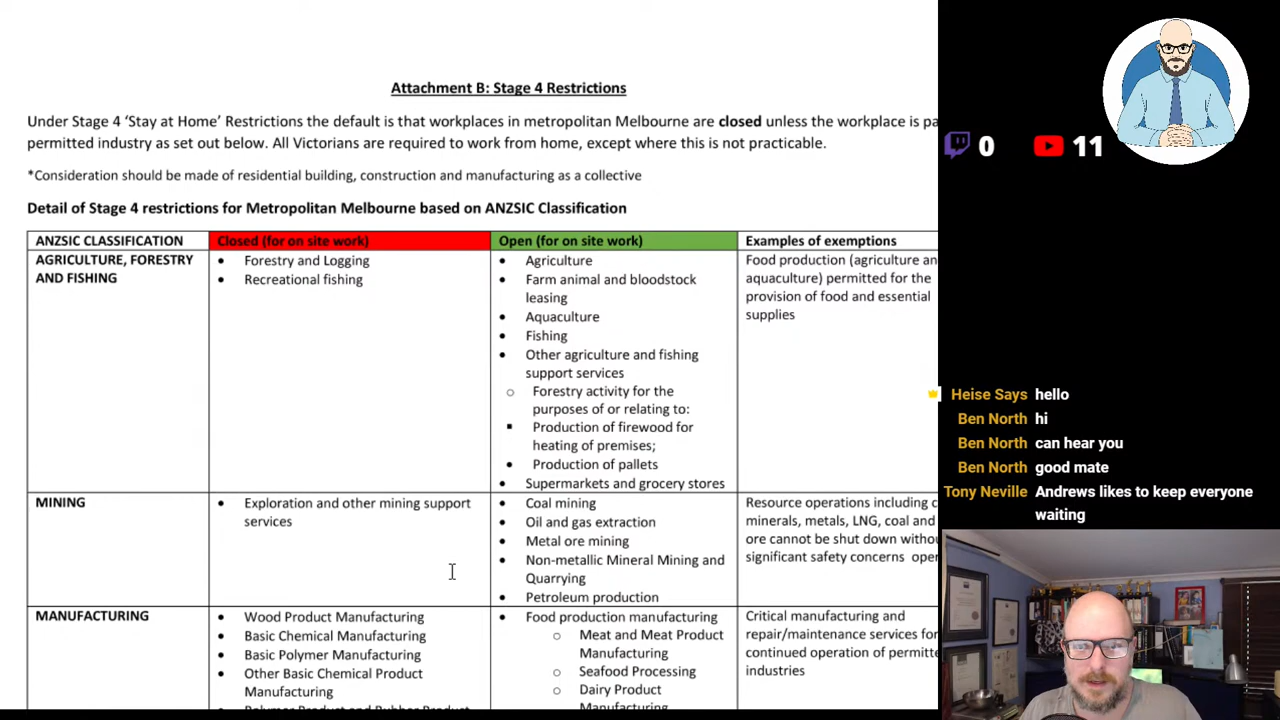 Attachment B: Stage 4 Restrictions
Under Stage 4 ‘Stay at Home’ Restrictions the default is that workplaces in metropolitan Melbourne are closed unless the workplace is
permitted industry as set out below. All Victorians are required to work from home, except where this is not practicable.
*Consideration should be made of residential building, construction and manufacturing as a collective
Detail of Stage 4 restrictions for Metropolitan Melbourne based on ANZSIC Classification
ANZSIC CLASSIFICATION
Closed (for on site work)
Open (for on site work)
Examples of exemptions
AGRICULTURE, FORESTRY
AND FISHING
• Forestry and Logging
• Recreational fishing
• Agriculture
• Farm animal and bloodstock
leasing
• Aquaculture
• Fishing
• Other agriculture and fishing
support services
○ Forestry activity for the
purposes of or relating to:
▪ Production of firewood for
heating of premises;
• Production of pallets
• Supermarkets and grocery stores
Food production (agriculture
aquaculture) permitted for the
provision of food and essential
supplies
MINING
• Exploration and other mining support
services
• Coal mining
• Oil and gas extraction
• Metal ore mining
• Non-metallic Mineral Mining and
Quarrying
• Petroleum production
Resource operations including
minerals, metals, LNG, coal and
ore cannot be shut down
significant safety concerns
MANUFACTURING
• Wood Product Manufacturing
• Basic Chemical Manufacturing
• Basic Polymer Manufacturing
• Other Basic Chemical Product
Manufacturing
• Food production manufacturing
○ Meat and Meat Product
Manufacturing
○ Seafood Processing
○ Dairy Product
Critical manufacturing and
repair/maintenance services for
continued operation of
industries
0
11
Heise Says hello
Ben North hi
Ben North can hear you
Ben North good mate
Tony Neville Andrews likes to keep everyone
waiting